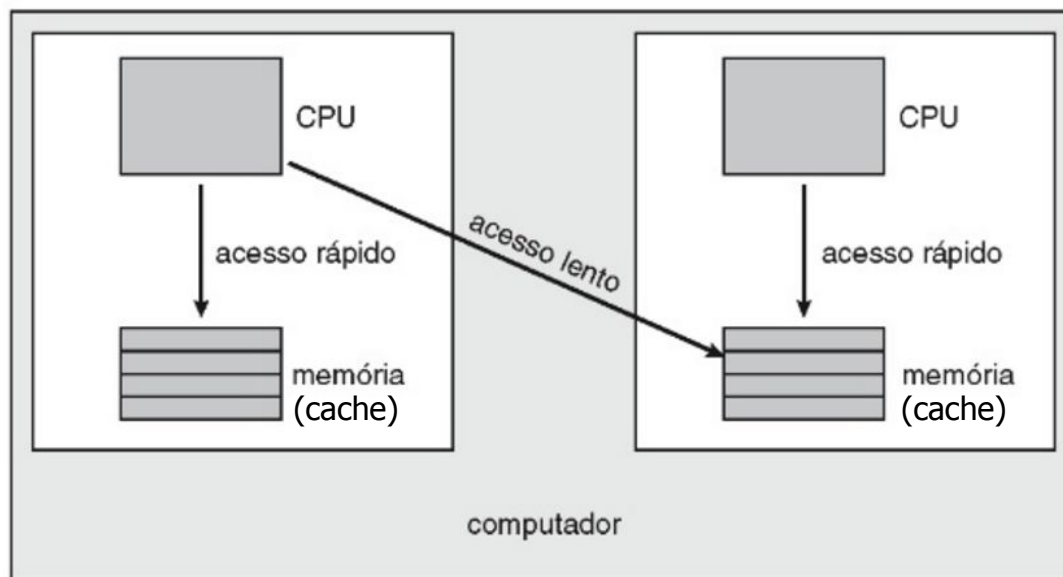 CPU
CPU
acesso rápido
acesso lento
acesso rápido
memória
(cache)
memória
(cache)
computador